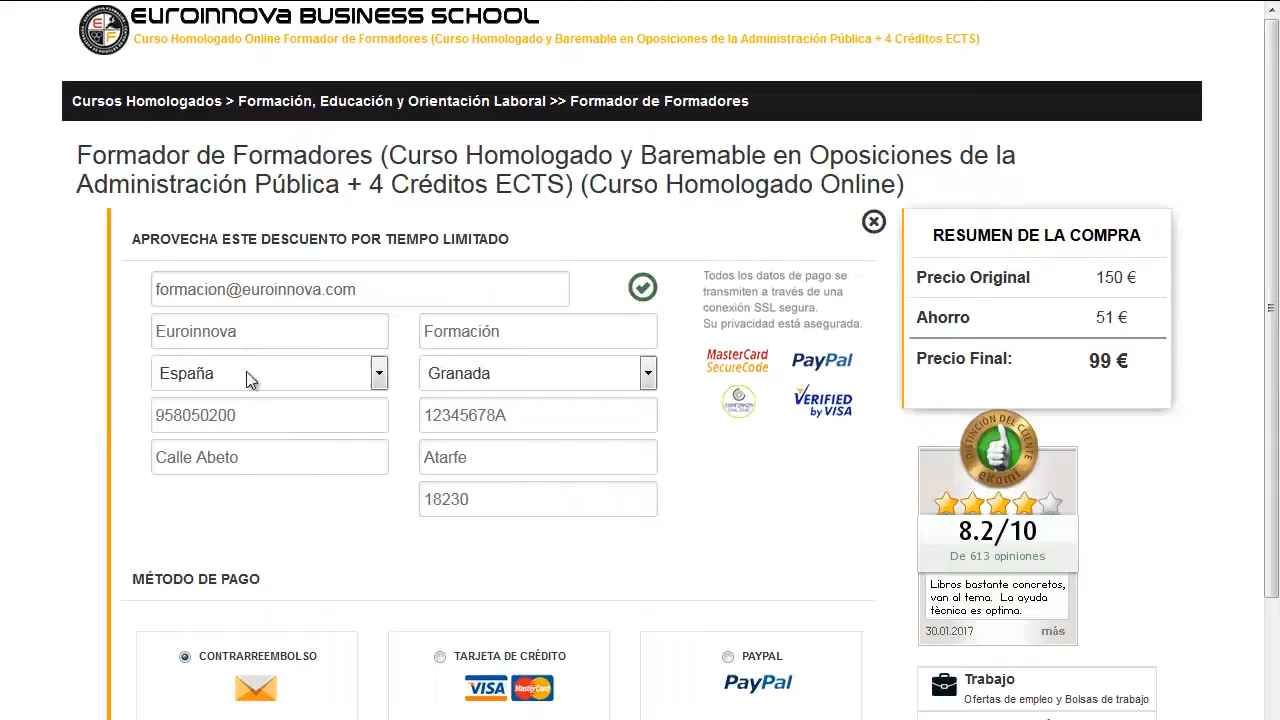 EUROINNOVA BUSINESS SCHOOL
Curso Homologado Online Formador de Formadores (Curso Homologado y Baremable en Oposiciones de la Administración Pública + 4 Créditos ECTS)
Cursos Homologados > Formación, Educación y Orientación Laboral >> Formador de Formadores
Formador de Formadores (Curso Homologado y Baremable en Oposiciones de la
Administración Pública + 4 Créditos ECTS) (Curso Homologado Online)
APROVECHA ESTE DESCUENTO POR TIEMPO LIMITADO
formacion@euroinnova.com
Euroinnova
Formación
España
Granada
958050200
12345678A
Calle Abeto
Atarfe
18230
Todos los datos de pago se
transmiten a través de una
conexión SSL segura.
Su privacidad está asegurada.
MasterCard
SecureCode
PayPal
CONFIANZA
ONLINE
VERIFIED
by VISA
RESUMEN DE LA COMPRA
Precio Original 150 €
Ahorro 51 €
Precio Final: 99 €
DISTINCIÓN DEL CLIENTE
eKomi
8.2/10
De 613 opiniones
Libros bastante concretos,
van al tema. La ayuda
tècnica es optima.
30.01.2017 más
Trabajo
Ofertas de empleo y Bolsas de trabajo
MÉTODO DE PAGO
CONTRARREEMBOLSO
TARJETA DE CRÉDITO
VISA MasterCard
PAYPAL
PayPal